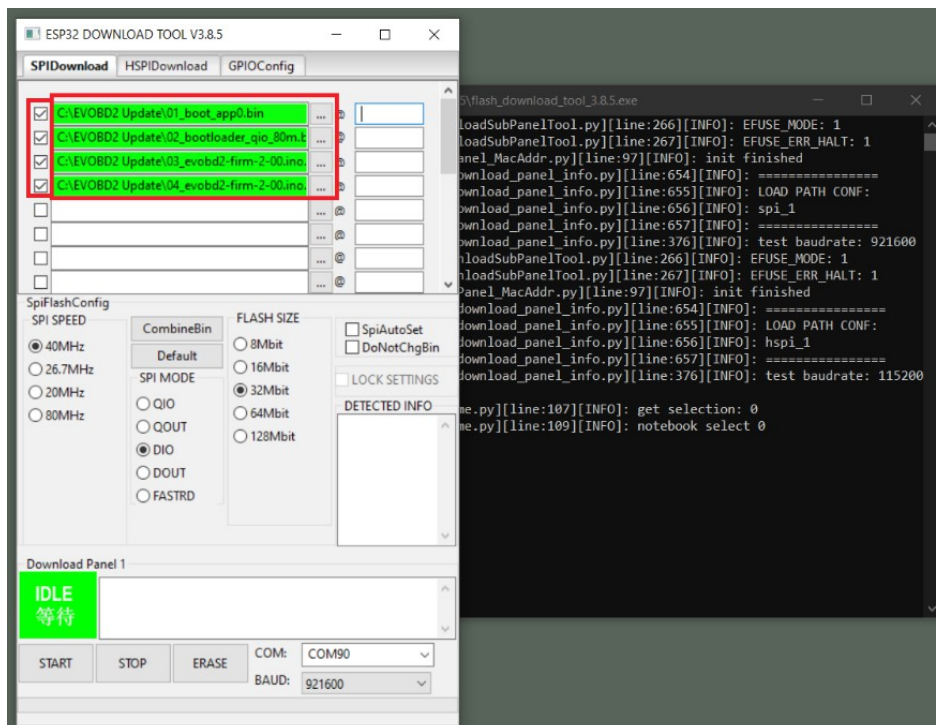 ESP32 DOWNLOAD TOOL V3.8.5
SPIDownload HSPIDownload GPIOConfig
C:\EVOBD2 Update\01_boot_app0.bin ... @
C:\EVOBD2 Update\02_bootloader_qio_80m.b ... @
C:\EVOBD2 Update\03_evobd2-firm-2-00.ino. ... @
C:\EVOBD2 Update\04_evobd2-firm-2-00.ino. ... @
... @
... @
... @
... @
SpiFlashConfig
SPI SPEED
40MHz
26.7MHz
20MHz
80MHz
CombineBin
Default
SPI MODE
QIO
QOUT
DIO
DOUT
FASTRD
FLASH SIZE
8Mbit
16Mbit
32Mbit
64Mbit
128Mbit
SpiAutoSet
DoNotChgBin
LOCK SETTINGS
DETECTED INFO
Download Panel 1
IDLE
等待
START STOP ERASE
COM: COM90
BAUD: 921600
5\flash_download_tool_3.8.5.exe
loadSubPanelTool.py][line:266][INFO]: EFUSE_MODE: 1
loadSubPanelTool.py][line:267][INFO]: EFUSE_ERR_HALT: 1
anel_MacAddr.py][line:97][INFO]: init finished
ownload_panel_info.py][line:654][INFO]: ================
ownload_panel_info.py][line:655][INFO]: LOAD PATH CONF:
ownload_panel_info.py][line:656][INFO]: spi_1
ownload_panel_info.py][line:657][INFO]: ================
ownload_panel_info.py][line:376][INFO]: test baudrate: 921600
nloadSubPanelTool.py][line:266][INFO]: EFUSE_MODE: 1
nloadSubPanelTool.py][line:267][INFO]: EFUSE_ERR_HALT: 1
Panel_MacAddr.py][line:97][INFO]: init finished
download_panel_info.py][line:654][INFO]: ================
download_panel_info.py][line:655][INFO]: LOAD PATH CONF:
download_panel_info.py][line:656][INFO]: hspi_1
download_panel_info.py][line:657][INFO]: ================
download_panel_info.py][line:376][INFO]: test baudrate: 115200
me.py][line:107][INFO]: get selection: 0
me.py][line:109][INFO]: notebook select 0